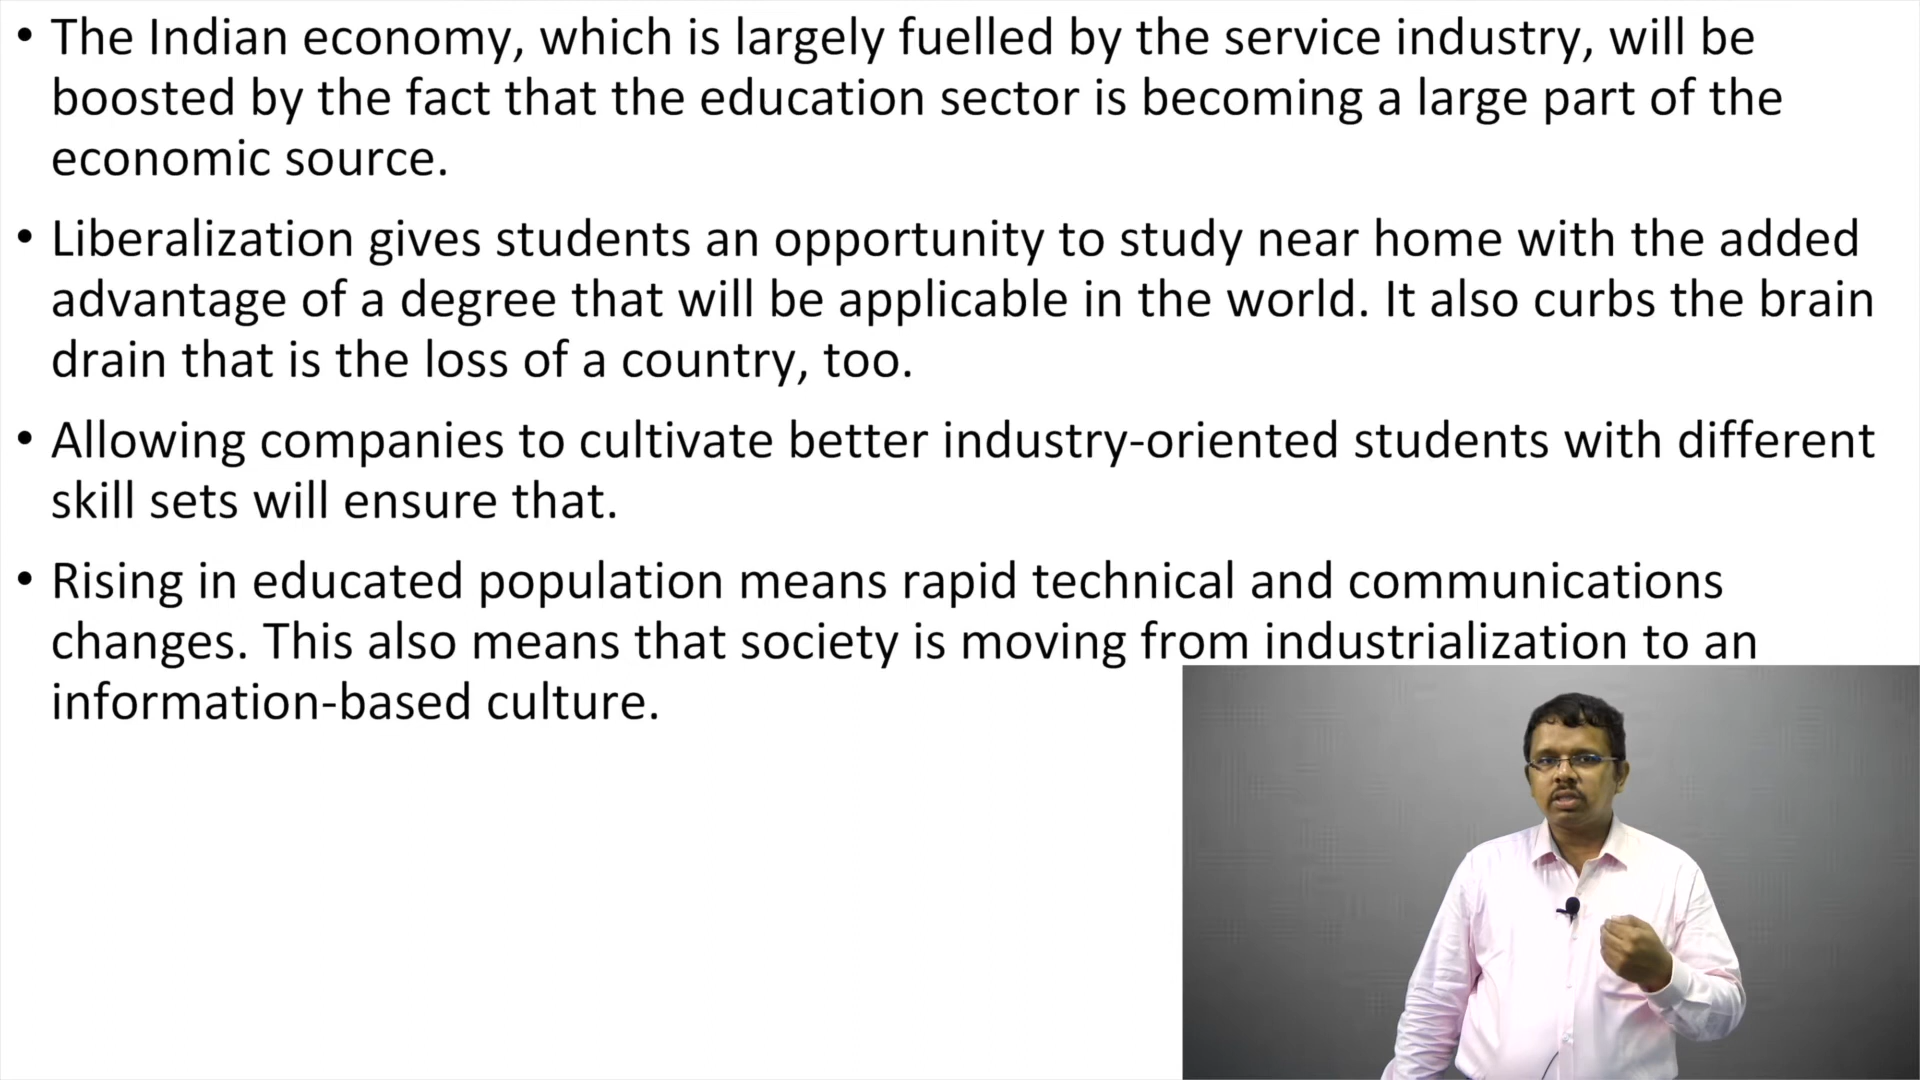 • The Indian economy, which is largely fuelled by the service industry, will be
boosted by the fact that the education sector is becoming a large part of the
economic source.
• Liberalization gives students an opportunity to study near home with the added
advantage of a degree that will be applicable in the world. It also curbs the brain
drain that is the loss of a country, too.
• Allowing companies to cultivate better industry-oriented students with different
skill sets will ensure that.
• Rising in educated population means rapid technical and communications
changes. This also means that society is moving from industrialization to an
information-based culture.